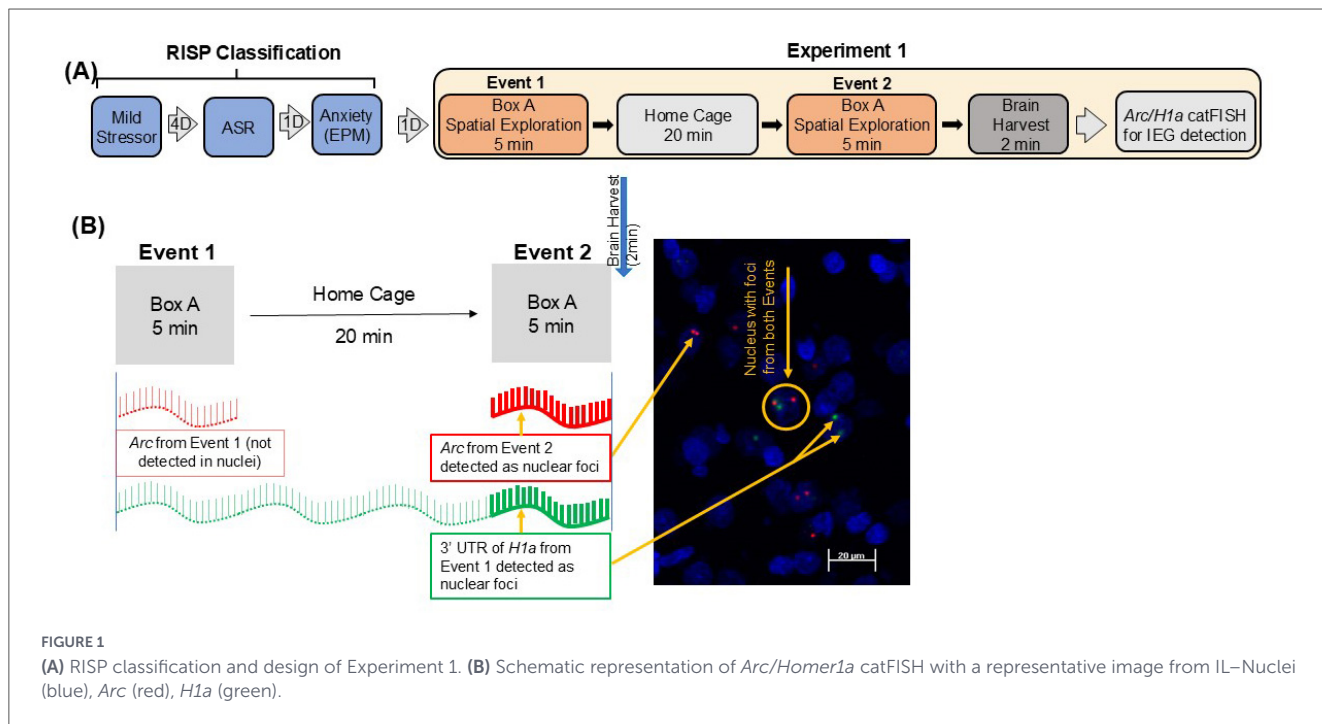 RISP Classification
Experiment 1
(A)
Event 1
Event 2
Mild
Stressor
4D
ASR
1D
Anxiety
(EPM)
1D
Box A
Spatial Exploration
5 min
Home Cage
20 min
Box A
Spatial Exploration
5 min
Brain
Harvest
2 min
Arc/H1a catFISH
for IEG detection
Brain Harvest
(2min)
(B)
Event 1
Event 2
Box A
5 min
Home Cage
20 min
Box A
5 min
Nucleus with foci
from both Events
Arc from Event 1 (not
detected in nuclei)
Arc from Event 2
detected as nuclear foci
3' UTR of H1a from
Event 1 detected as
nuclear foci
20 µm
FIGURE 1
(A) RISP classification and design of Experiment 1. (B) Schematic representation of Arc/Homer1a catFISH with a representative image from IL–Nuclei
(blue), Arc (red), H1a (green).